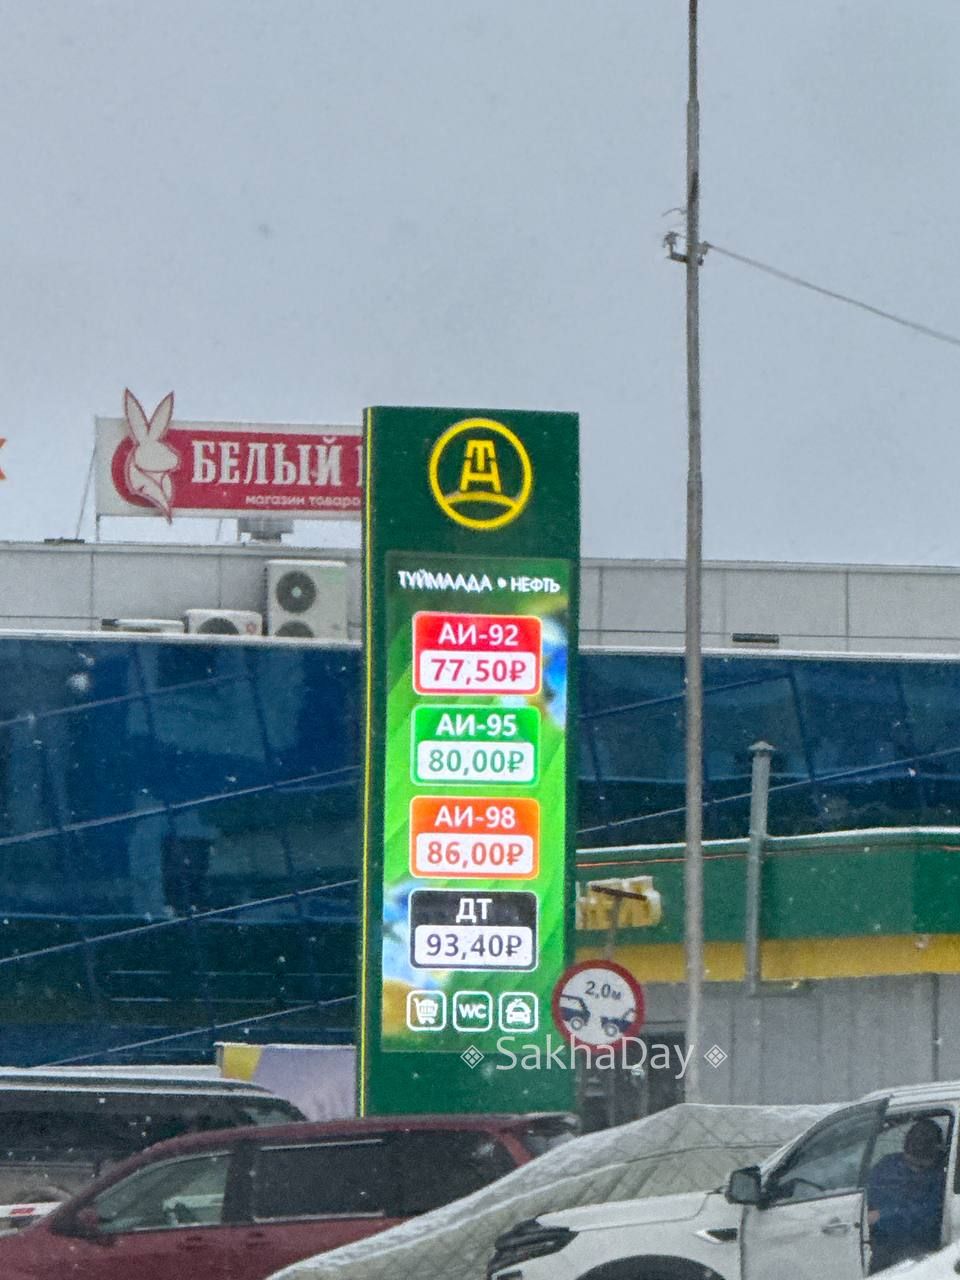 БЕЛЫЙ
магазин
ТУЙМААДА • НЕФТЬ
АИ-92
77,50₽
АИ-95
80,00₽
АИ-98
86,00₽
ДТ
93,40₽
WC
2,0м
SakhaDay